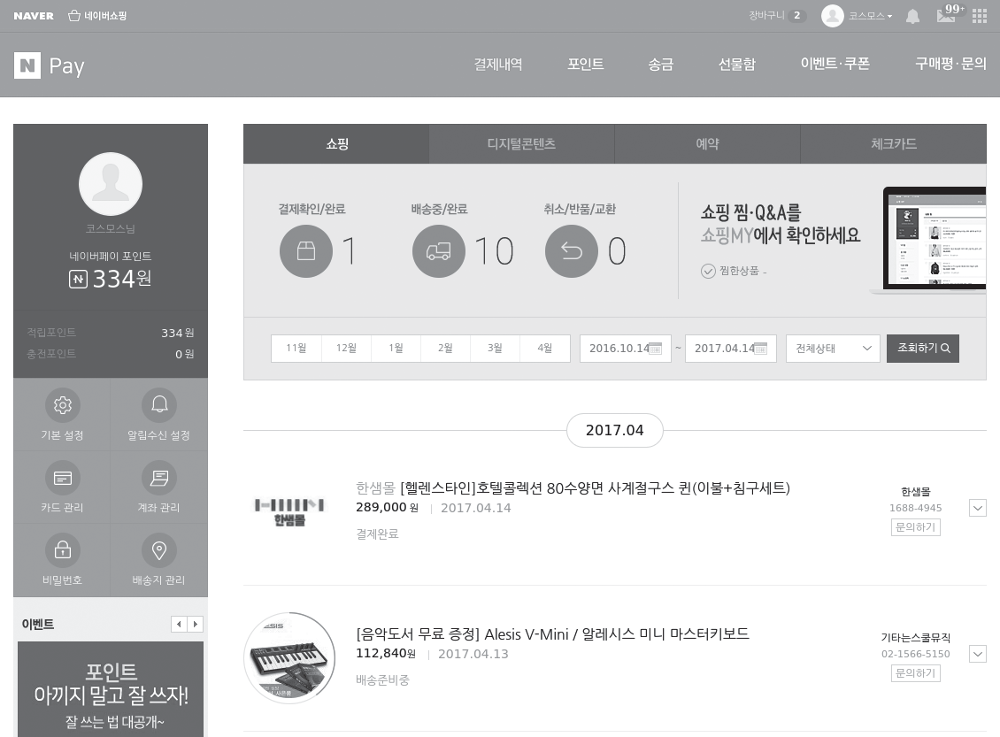 NAVER 네이버쇼핑 장바구니 2 코스모스 99+
N Pay 결제내역 포인트 송금 선물함 이벤트·쿠폰 구매평·문의
코스모스님
네이버페이 포인트
N 334원
적립포인트 334 원
충전포인트 0 원
기본 설정 알림수신 설정
카드 관리 계좌 관리
비밀번호 배송지 관리
이벤트
포인트
아끼지 말고 잘 쓰자!
잘 쓰는 법 대공개~
쇼핑 디지털콘텐츠 예약 체크카드
결제확인/완료 배송중/완료 취소/반품/교환
1 10 0
쇼핑 찜·Q&A를
쇼핑MY에서 확인하세요
찜한상품 -
11월 12월 1월 2월 3월 4월 2016.10.14 ~ 2017.04.14 전체상태 조회하기
2017.04
한샘몰
한샘몰 [헬렌스타인]호텔콜렉션 80수양면 사계절구스 퀸(이불+침구세트)
289,000 원 2017.04.14
결제완료
한샘몰
1688-4945
문의하기
[음악도서 무료 증정] Alesis V-Mini / 알레시스 미니 마스터키보드
112,840원 2017.04.13
배송준비중
기타는스쿨뮤직
02-1566-5150
문의하기